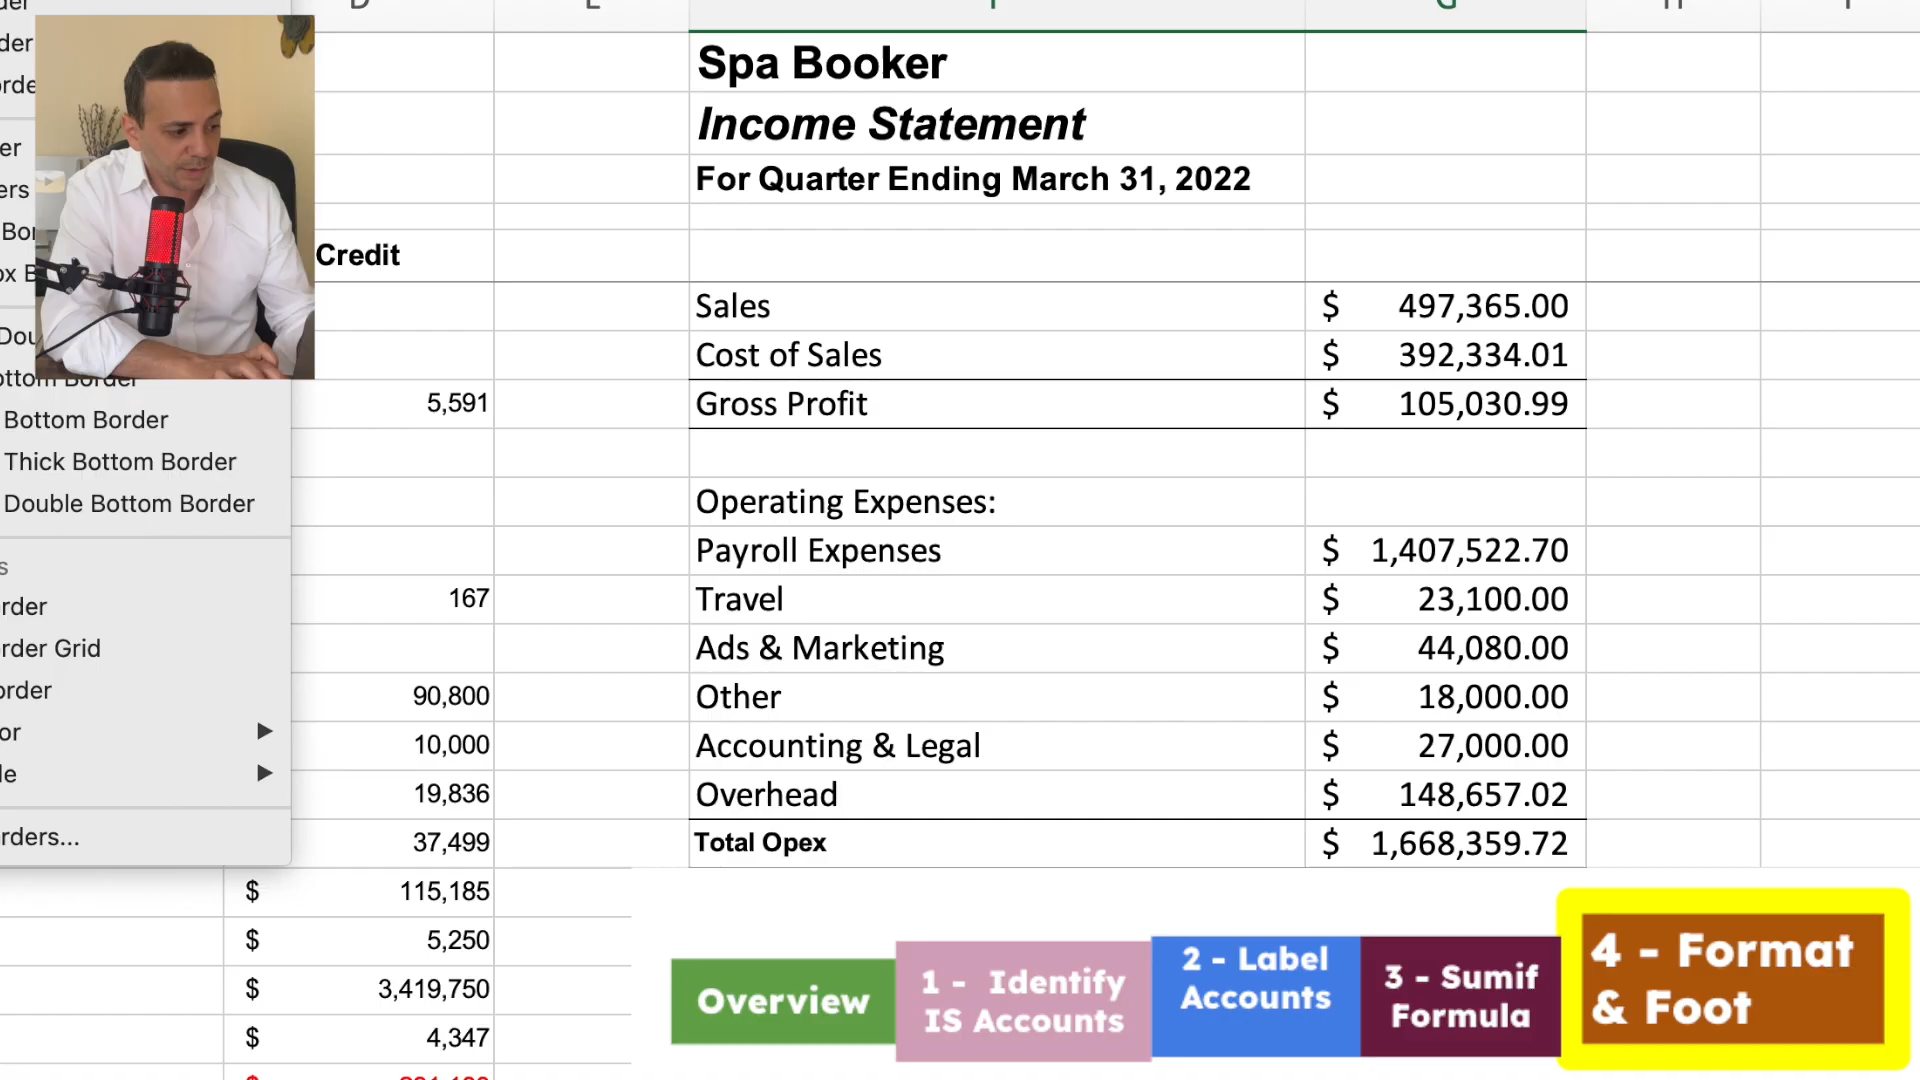 Spa Booker
Income Statement
For Quarter Ending March 31, 2022
Credit
Sales $ 497,365.00
Cost of Sales $ 392,334.01
5,591 Gross Profit $ 105,030.99
Bottom Border
Thick Bottom Border
Double Bottom Border
Operating Expenses:
Payroll Expenses $ 1,407,522.70
167 Travel $ 23,100.00
rder Grid
Ads & Marketing $ 44,080.00
90,800 Other $ 18,000.00
10,000 Accounting & Legal $ 27,000.00
19,836 Overhead $ 148,657.02
rders...
37,499 Total Opex $ 1,668,359.72
$ 115,185
$ 5,250
$ 3,419,750
$ 4,347
Overview
1 - Identify
IS Accounts
2 - Label
Accounts
3 - Sumif
Formula
4 - Format
& Foot